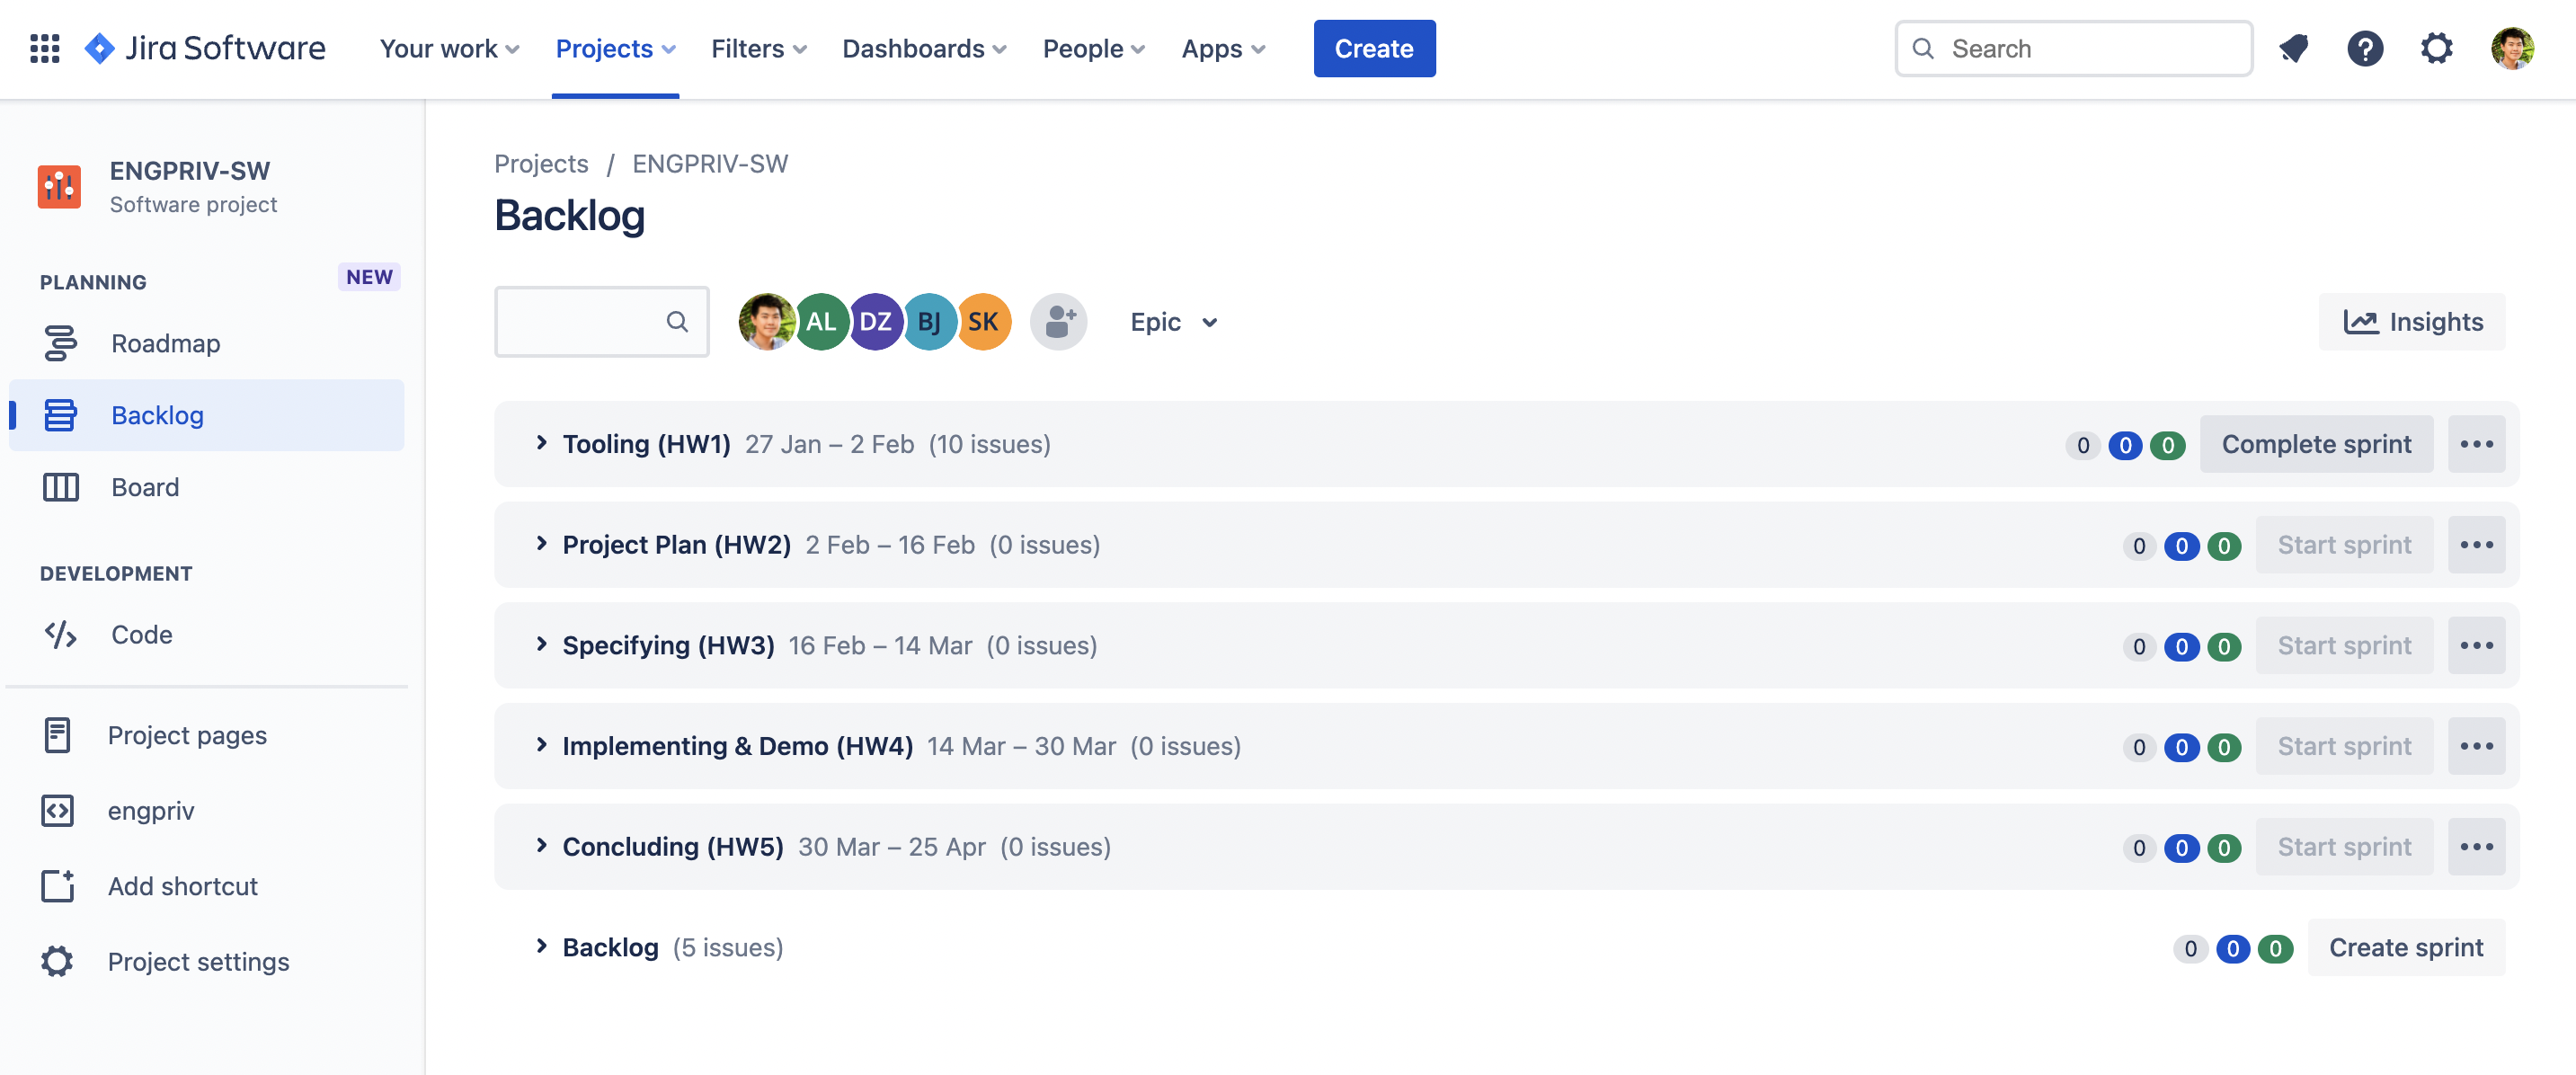 Jira Software Your work Projects Filters Dashboards People Apps Create Search
ENGPRIV-SW
Software project
PLANNING NEW
Roadmap
Backlog
Board
DEVELOPMENT
Code
Project pages
engpriv
Add shortcut
Project settings
Projects / ENGPRIV-SW
Backlog
AL DZ BJ SK Epic Insights
Tooling (HW1) 27 Jan – 2 Feb (10 issues) 0 0 0 Complete sprint
Project Plan (HW2) 2 Feb – 16 Feb (0 issues) 0 0 0 Start sprint
Specifying (HW3) 16 Feb – 14 Mar (0 issues) 0 0 0 Start sprint
Implementing & Demo (HW4) 14 Mar – 30 Mar (0 issues) 0 0 0 Start sprint
Concluding (HW5) 30 Mar – 25 Apr (0 issues) 0 0 0 Start sprint
Backlog (5 issues) 0 0 0 Create sprint